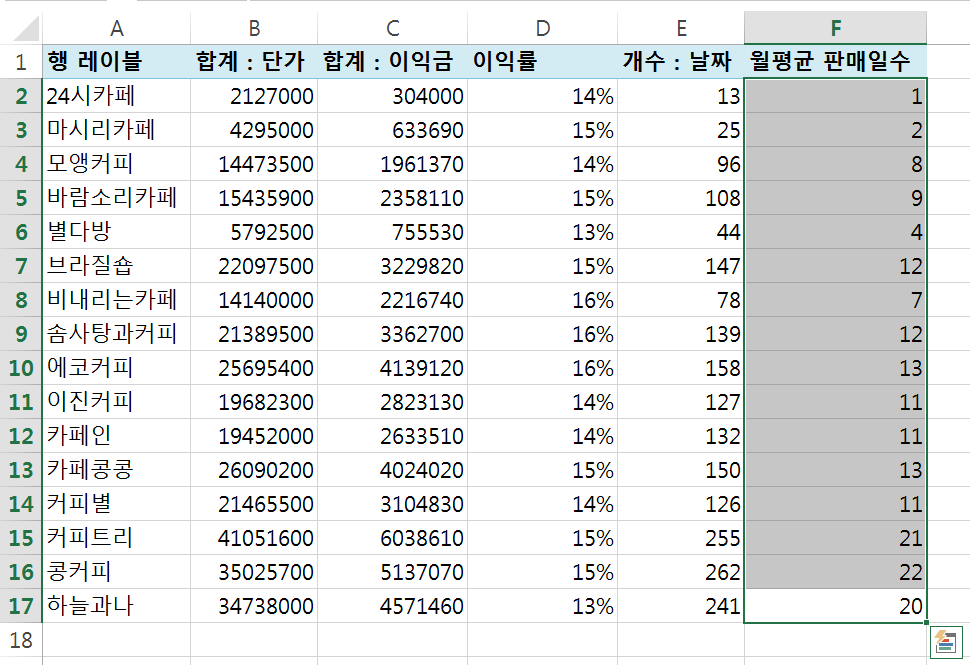 A B C D E F
1 행 레이블 합계 : 단가 합계 : 이익금 이익률 개수 : 날짜 월평균 판매일수
2 24시카페 2127000 304000 14% 13 1
3 마시리카페 4295000 633690 15% 25 2
4 모앵커피 14473500 1961370 14% 96 8
5 바람소리카페 15435900 2358110 15% 108 9
6 별다방 5792500 755530 13% 44 4
7 브라질숍 22097500 3229820 15% 147 12
8 비내리는카페 14140000 2216740 16% 78 7
9 솜사탕과커피 21389500 3362700 16% 139 12
10 에코커피 25695400 4139120 16% 158 13
11 이진커피 19682300 2823130 14% 127 11
12 카페인 19452000 2633510 14% 132 11
13 카페콩콩 26090200 4024020 15% 150 13
14 커피별 21465500 3104830 14% 126 11
15 커피트리 41051600 6038610 15% 255 21
16 콩커피 35025700 5137070 15% 262 22
17 하늘과나 34738000 4571460 13% 241 20
18